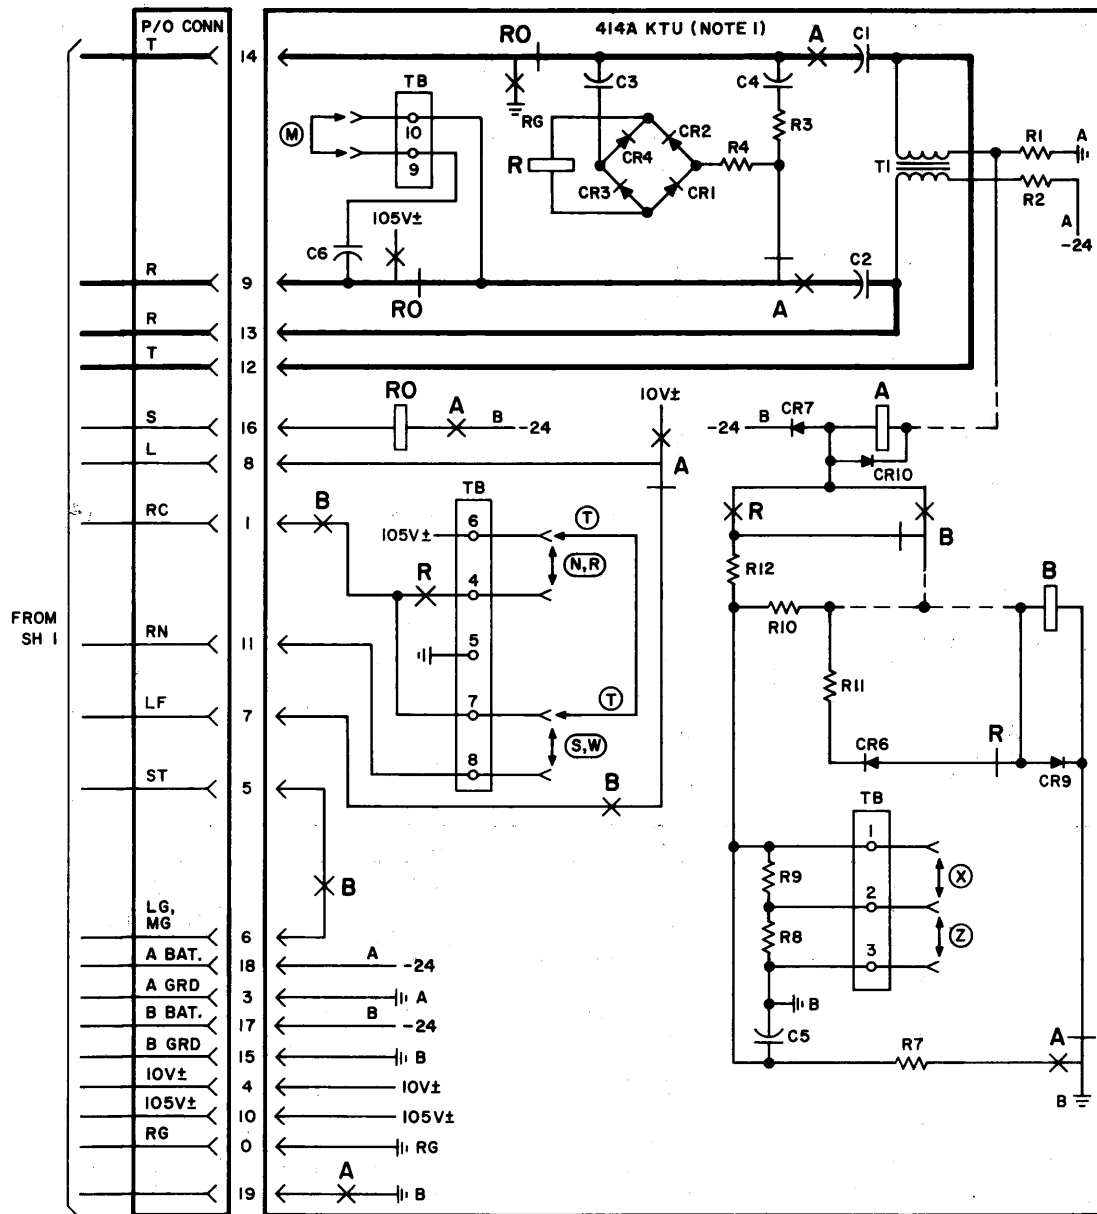 P/O CONN
414A KTU (NOTE 1)
T
14
RO
A
C1
TB
C3
C4
M
10
RG
R3
9
R
CR4
CR2
R4
CR3
CR1
T1
R1
A
R2
A
-24
105V±
C6
R
9
RO
A
C2
R
13
T
12
S
16
RO
A
B
-24
10V±
-24
B
CR7
A
L
8
A
CR10
TB
RC
1
B
105V±
6
T
N,R
R
4
R
B
R12
FROM
SH 1
RN
11
5
R10
B
LF
7
7
T
R11
S,W
8
CR6
R
CR9
ST
5
B
TB
1
R9
X
B
2
R8
Z
LG,
MG
6
3
A BAT.
18
A
-24
A GRD
3
A
B
B BAT.
17
B
-24
C5
A
B GRD
15
B
R7
10V±
4
10V±
B
105V±
10
105V±
RG
0
RG
A
19
B